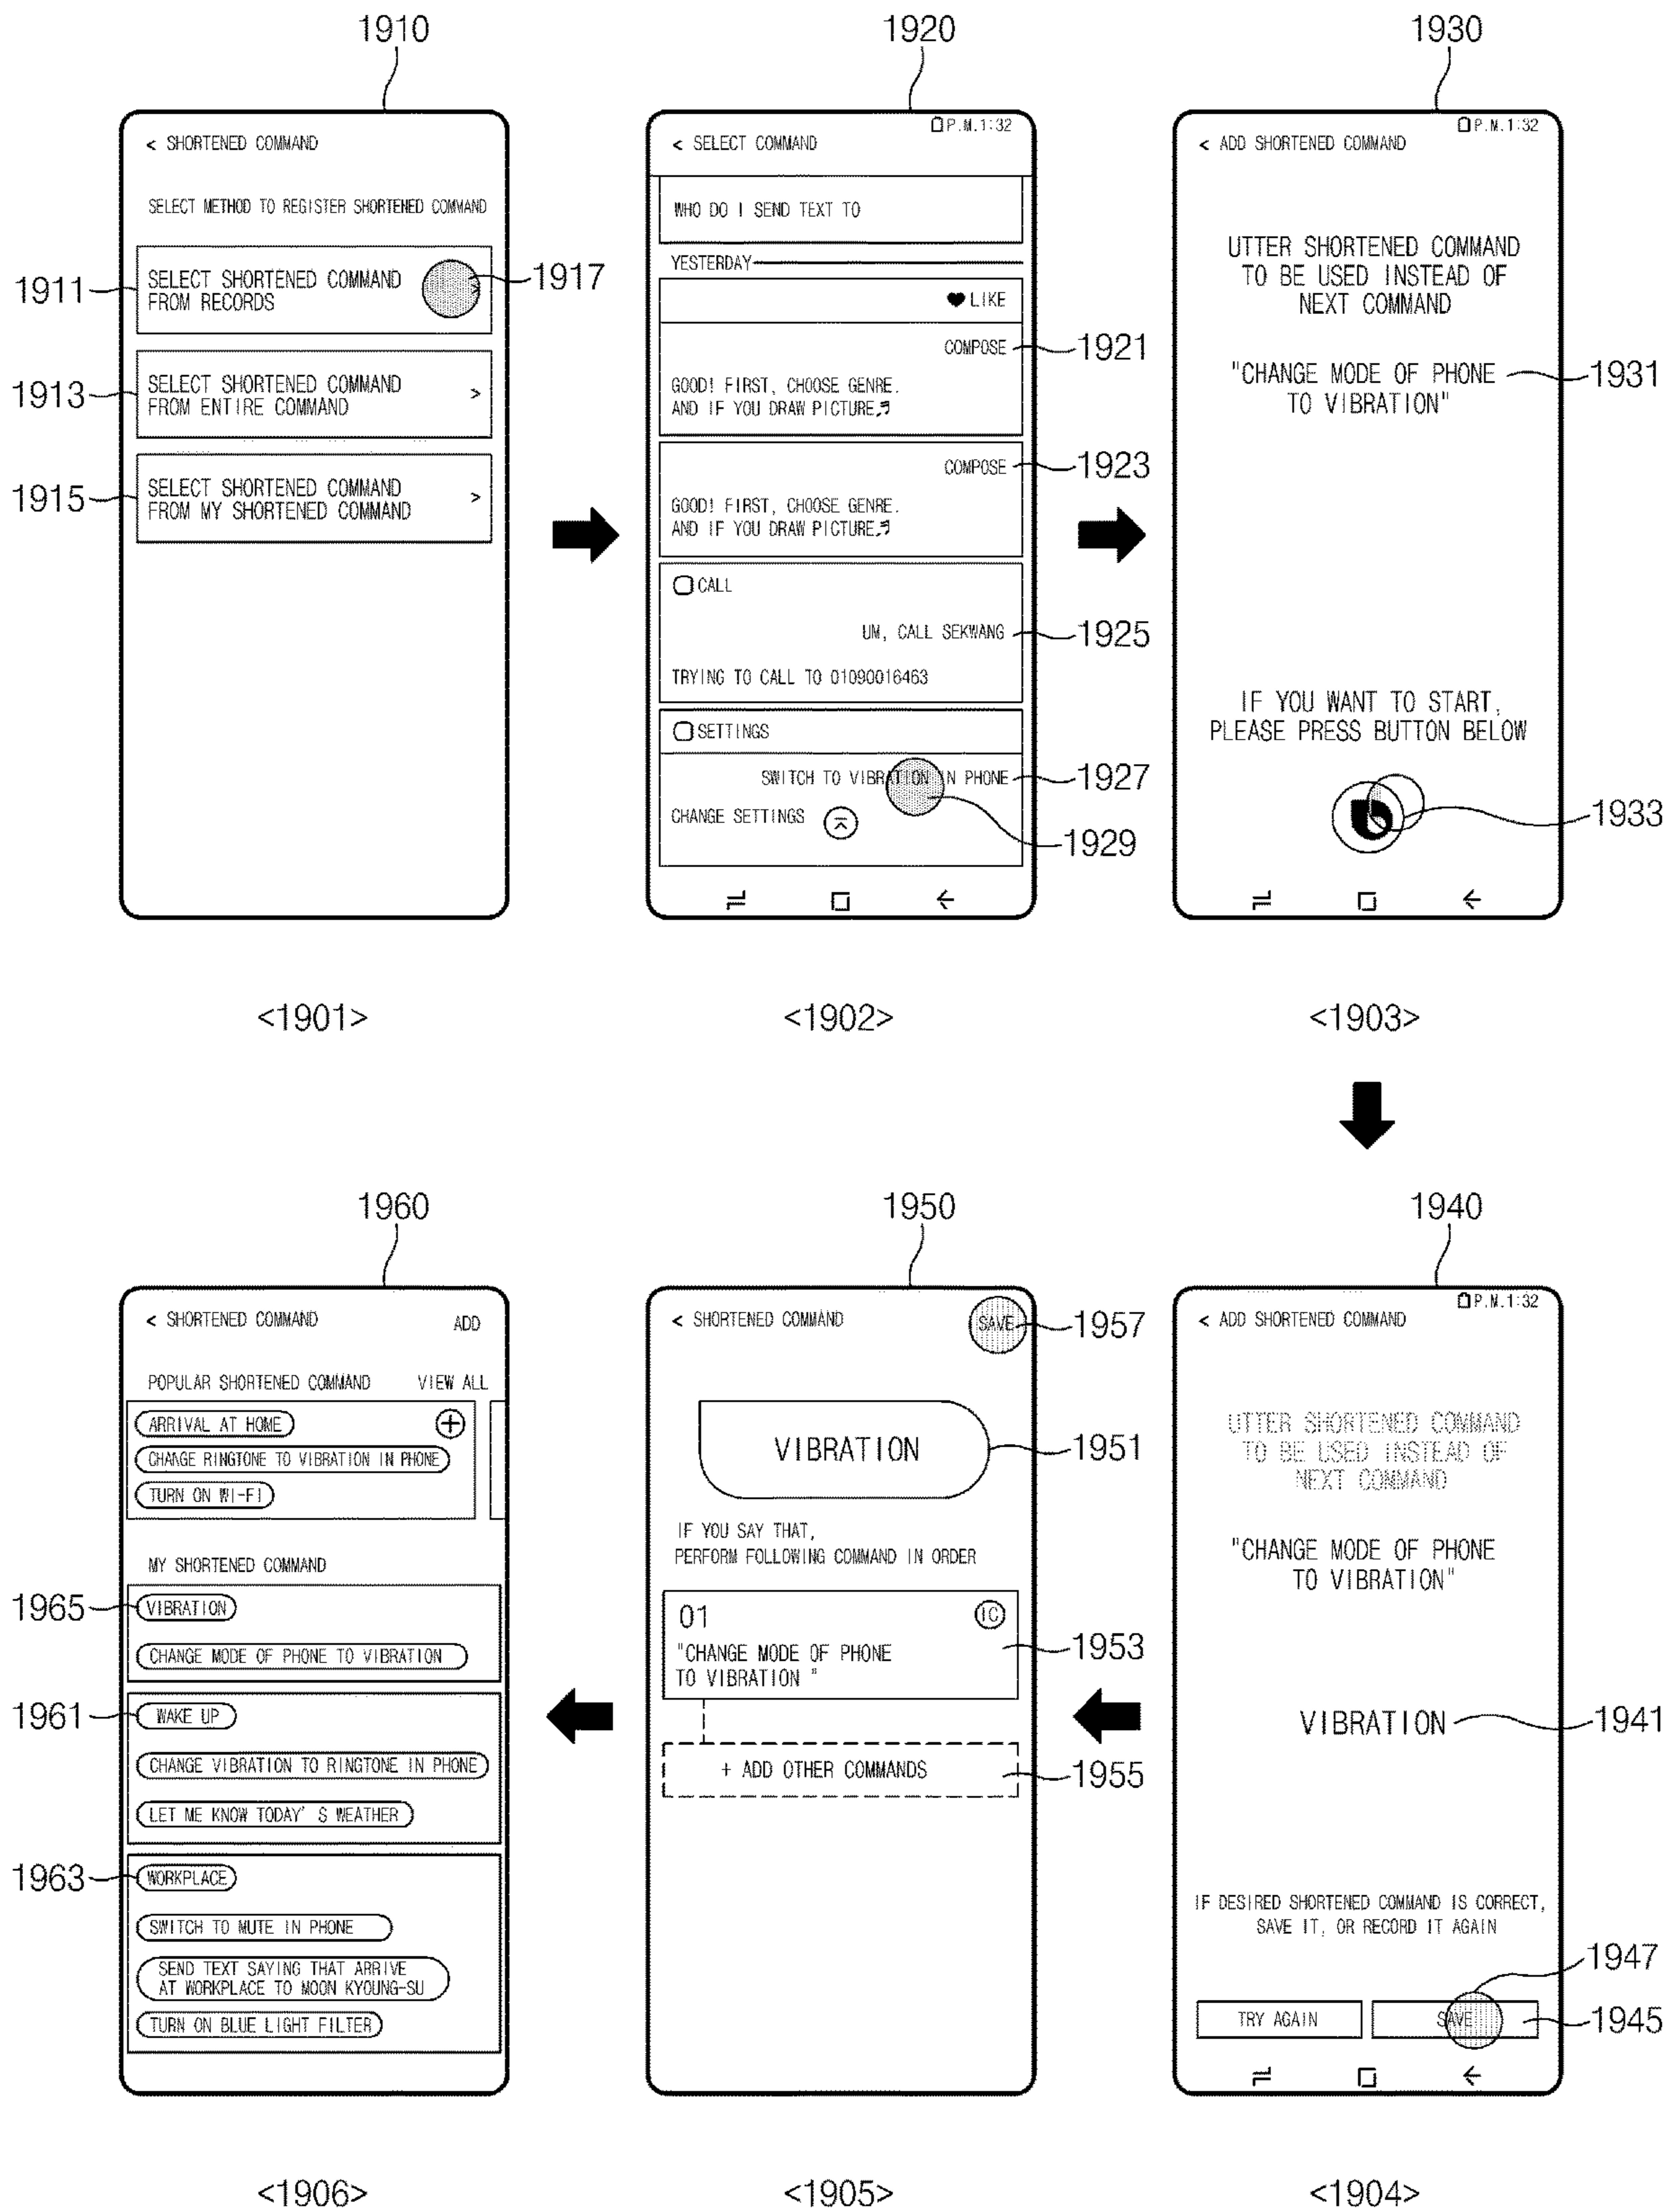 1910
1920
1930
< SHORTENED COMMAND
SELECT METHOD TO REGISTER SHORTENED COMMAND
SELECT SHORTENED COMMAND
FROM RECORDS
>
1917
1911
SELECT SHORTENED COMMAND
FROM ENTIRE COMMAND
>
1913
SELECT SHORTENED COMMAND
FROM MY SHORTENED COMMAND
>
1915
P.M.1:32
< SELECT COMMAND
WHO DO I SEND TEXT TO
YESTERDAY
♥ LIKE
COMPOSE
1921
GOOD! FIRST, CHOOSE GENRE.
AND IF YOU DRAW PICTURE♬
COMPOSE
1923
GOOD! FIRST, CHOOSE GENRE.
AND IF YOU DRAW PICTURE♬
CALL
UM, CALL SEKWANG
1925
TRYING TO CALL TO 01090016463
SETTINGS
SWITCH TO VIBRATION IN PHONE
1927
CHANGE SETTINGS
1929
P.M.1:32
< ADD SHORTENED COMMAND
UTTER SHORTENED COMMAND
TO BE USED INSTEAD OF
NEXT COMMAND
"CHANGE MODE OF PHONE
TO VIBRATION"
1931
IF YOU WANT TO START,
PLEASE PRESS BUTTON BELOW
1933
<1901>
<1902>
<1903>
1960
1950
1940
< SHORTENED COMMAND
ADD
POPULAR SHORTENED COMMAND
VIEW ALL
ARRIVAL AT HOME
+
CHANGE RINGTONE TO VIBRATION IN PHONE
TURN ON WI-FI
MY SHORTENED COMMAND
1965
VIBRATION
CHANGE MODE OF PHONE TO VIBRATION
1961
WAKE UP
CHANGE VIBRATION TO RINGTONE IN PHONE
LET ME KNOW TODAY'S WEATHER
1963
WORKPLACE
SWITCH TO MUTE IN PHONE
SEND TEXT SAYING THAT ARRIVE
AT WORKPLACE TO MOON KYOUNG-SU
TURN ON BLUE LIGHT FILTER
< SHORTENED COMMAND
SAVE
1957
VIBRATION
1951
IF YOU SAY THAT,
PERFORM FOLLOWING COMMAND IN ORDER
01
IC
"CHANGE MODE OF PHONE
TO VIBRATION "
1953
+ ADD OTHER COMMANDS
1955
P.M.1:32
< ADD SHORTENED COMMAND
UTTER SHORTENED COMMAND
TO BE USED INSTEAD OF
NEXT COMMAND
"CHANGE MODE OF PHONE
TO VIBRATION"
VIBRATION
1941
IF DESIRED SHORTENED COMMAND IS CORRECT,
SAVE IT, OR RECORD IT AGAIN
1947
TRY AGAIN
SAVE
1945
<1906>
<1905>
<1904>